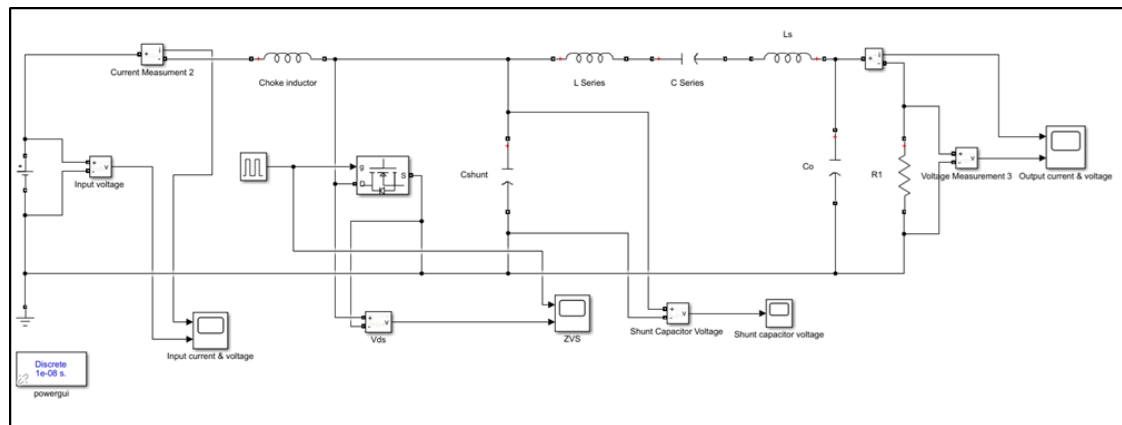 Ls
i
+
-
Current Measument 2
Choke inductor
L Series
C Series
i
+
-
+
-
v
Input voltage
g
D
S
Cshunt
Co
R1
+
-
v
Voltage Measurement 3
Output current & voltage
+
-
v
Vds
ZVS
+
-
v
Shunt Capacitor Voltage
Shunt capacitor voltage
Input current & voltage
Discrete
1e-08 s.
powergui